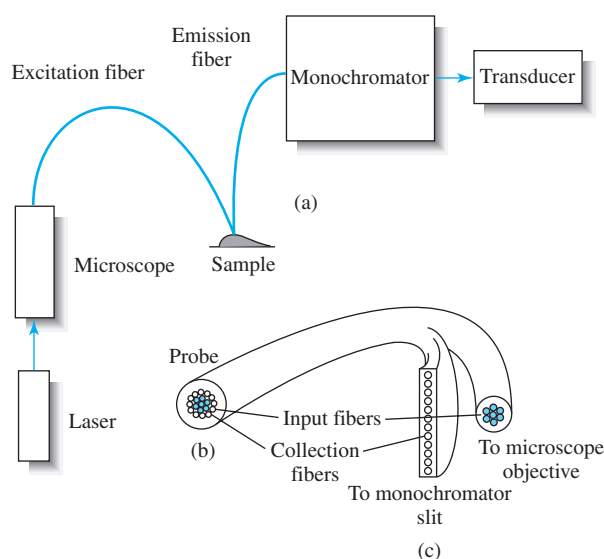 Emission
fiber
Excitation fiber
Monochromator
Transducer
(a)
Microscope
Sample
Laser
Probe
(b)
Input fibers
Collection
fibers
To microscope
objective
To monochromator
slit
(c)